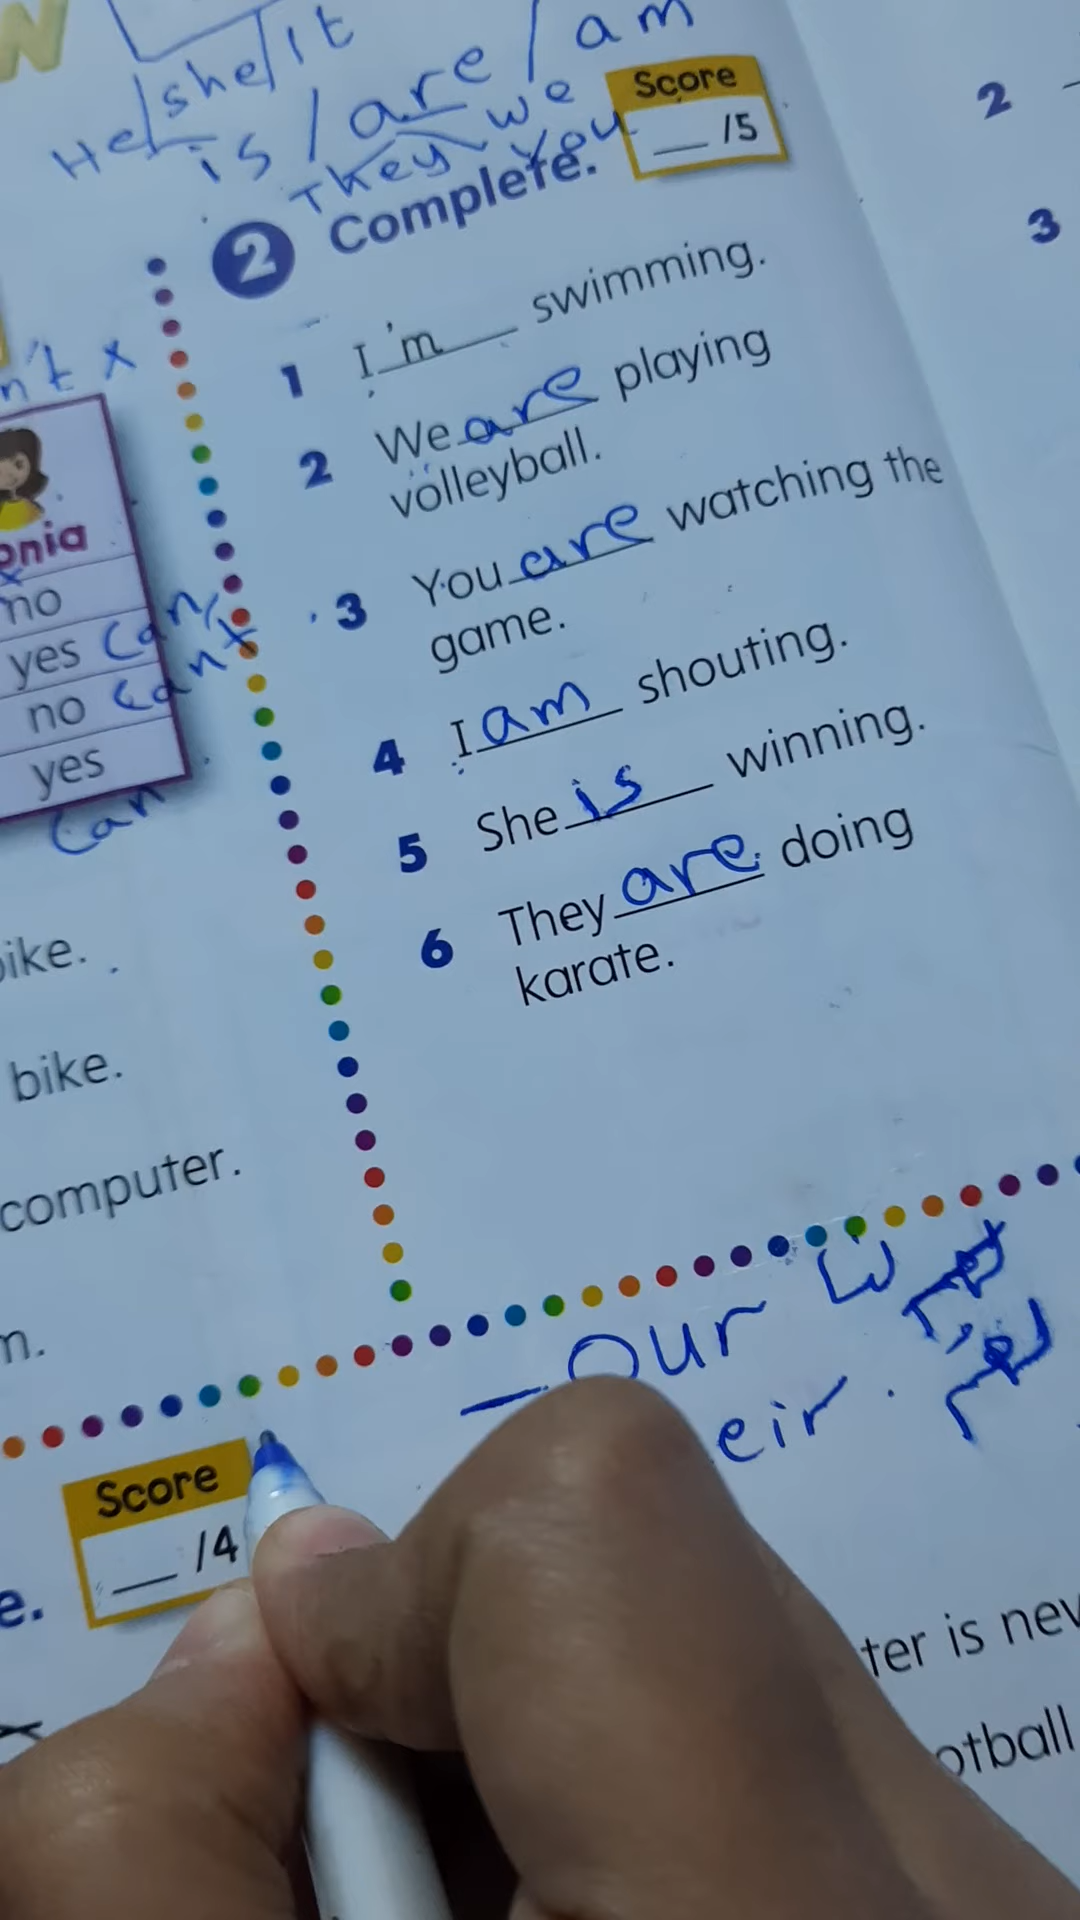 He/she/it
is / are / am
They we You
Score
__ /5
2 Complete.
1 I 'm swimming.
2 We are playing
volleyball.
3 You are watching the
game.
4 I am shouting.
5 She is winning.
6 They are doing
karate.
2
3
n't x
onia
no
yes can
no can't
yes
can
bike.
bike.
computer.
m.
Our
eir.
Score
__ /4
e.
ter is new
otball